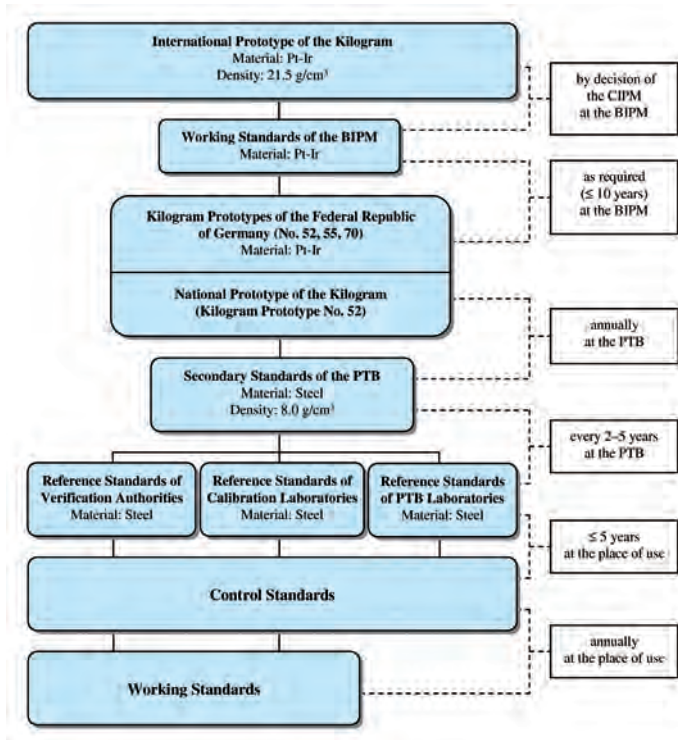 International Prototype of the Kilogram
Material: Pt-Ir
Density: 21.5 g/cm³
by decision of
the CIPM
at the BIPM
Working Standards of the BIPM
Material: Pt-Ir
as required
(≤ 10 years)
at the BIPM
Kilogram Prototypes of the Federal Republic
of Germany (No. 52, 55, 70)
Material: Pt-Ir
National Prototype of the Kilogram
(Kilogram Prototype No. 52)
annually
at the PTB
Secondary Standards of the PTB
Material: Steel
Density: 8.0 g/cm³
every 2–5 years
at the PTB
Reference Standards of
Verification Authorities
Material: Steel
Reference Standards of
Calibration Laboratories
Material: Steel
Reference Standards
of PTB Laboratories
Material: Steel
≤ 5 years
at the place of use
Control Standards
annually
at the place of use
Working Standards